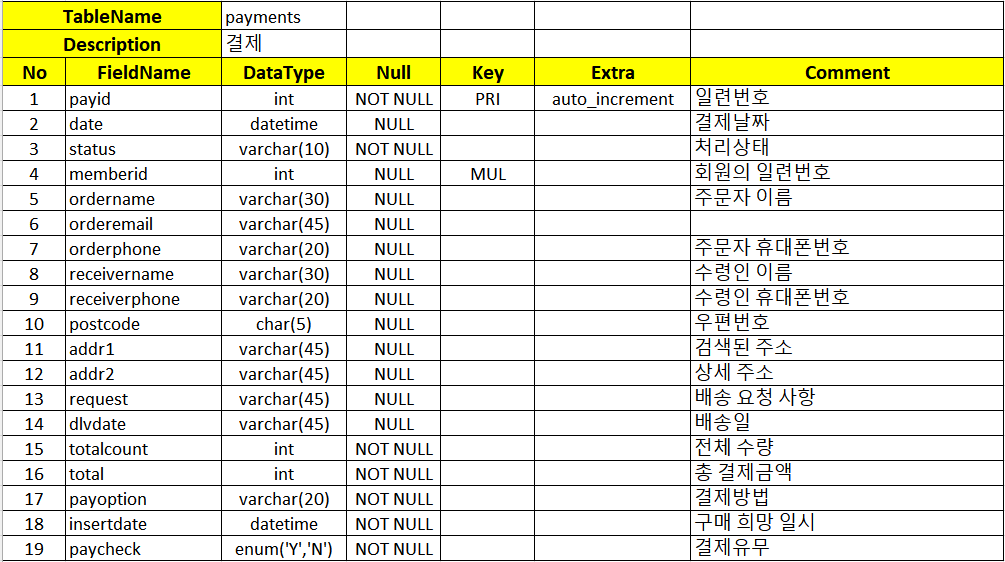 TableName payments
Description 결제
No FieldName DataType Null Key Extra Comment
1 payid int NOT NULL PRI auto_increment 일련번호
2 date datetime NULL 결제날짜
3 status varchar(10) NOT NULL 처리상태
4 memberid int NULL MUL 회원의 일련번호
5 ordername varchar(30) NULL 주문자 이름
6 orderemail varchar(45) NULL
7 orderphone varchar(20) NULL 주문자 휴대폰번호
8 receivername varchar(30) NULL 수령인 이름
9 receiverphone varchar(20) NULL 수령인 휴대폰번호
10 postcode char(5) NULL 우편번호
11 addr1 varchar(45) NULL 검색된 주소
12 addr2 varchar(45) NULL 상세 주소
13 request varchar(45) NULL 배송 요청 사항
14 dlvdate varchar(45) NULL 배송일
15 totalcount int NOT NULL 전체 수량
16 total int NOT NULL 총 결제금액
17 payoption varchar(20) NOT NULL 결제방법
18 insertdate datetime NOT NULL 구매 희망 일시
19 paycheck enum('Y','N') NOT NULL 결제유무